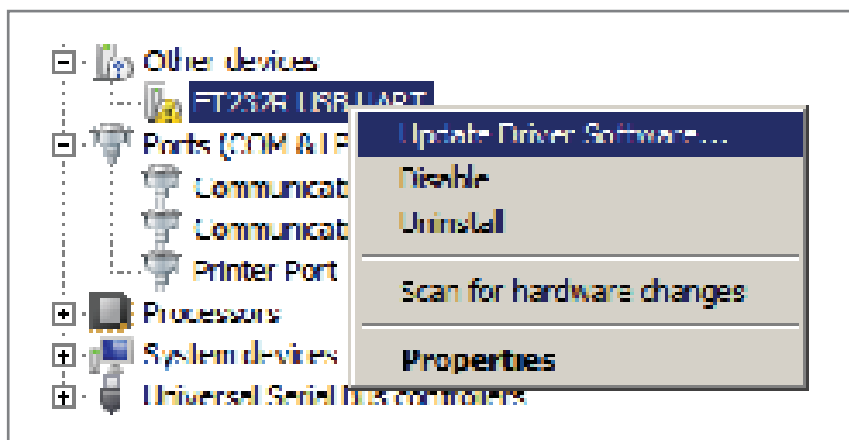 Other devices
FT232R USB UART
Ports (COM & LP
Communicat
Communicat
Printer Port
Processors
System devices
Universal Serial bus controllers
Update Driver Software...
Disable
Uninstall
Scan for hardware changes
Properties